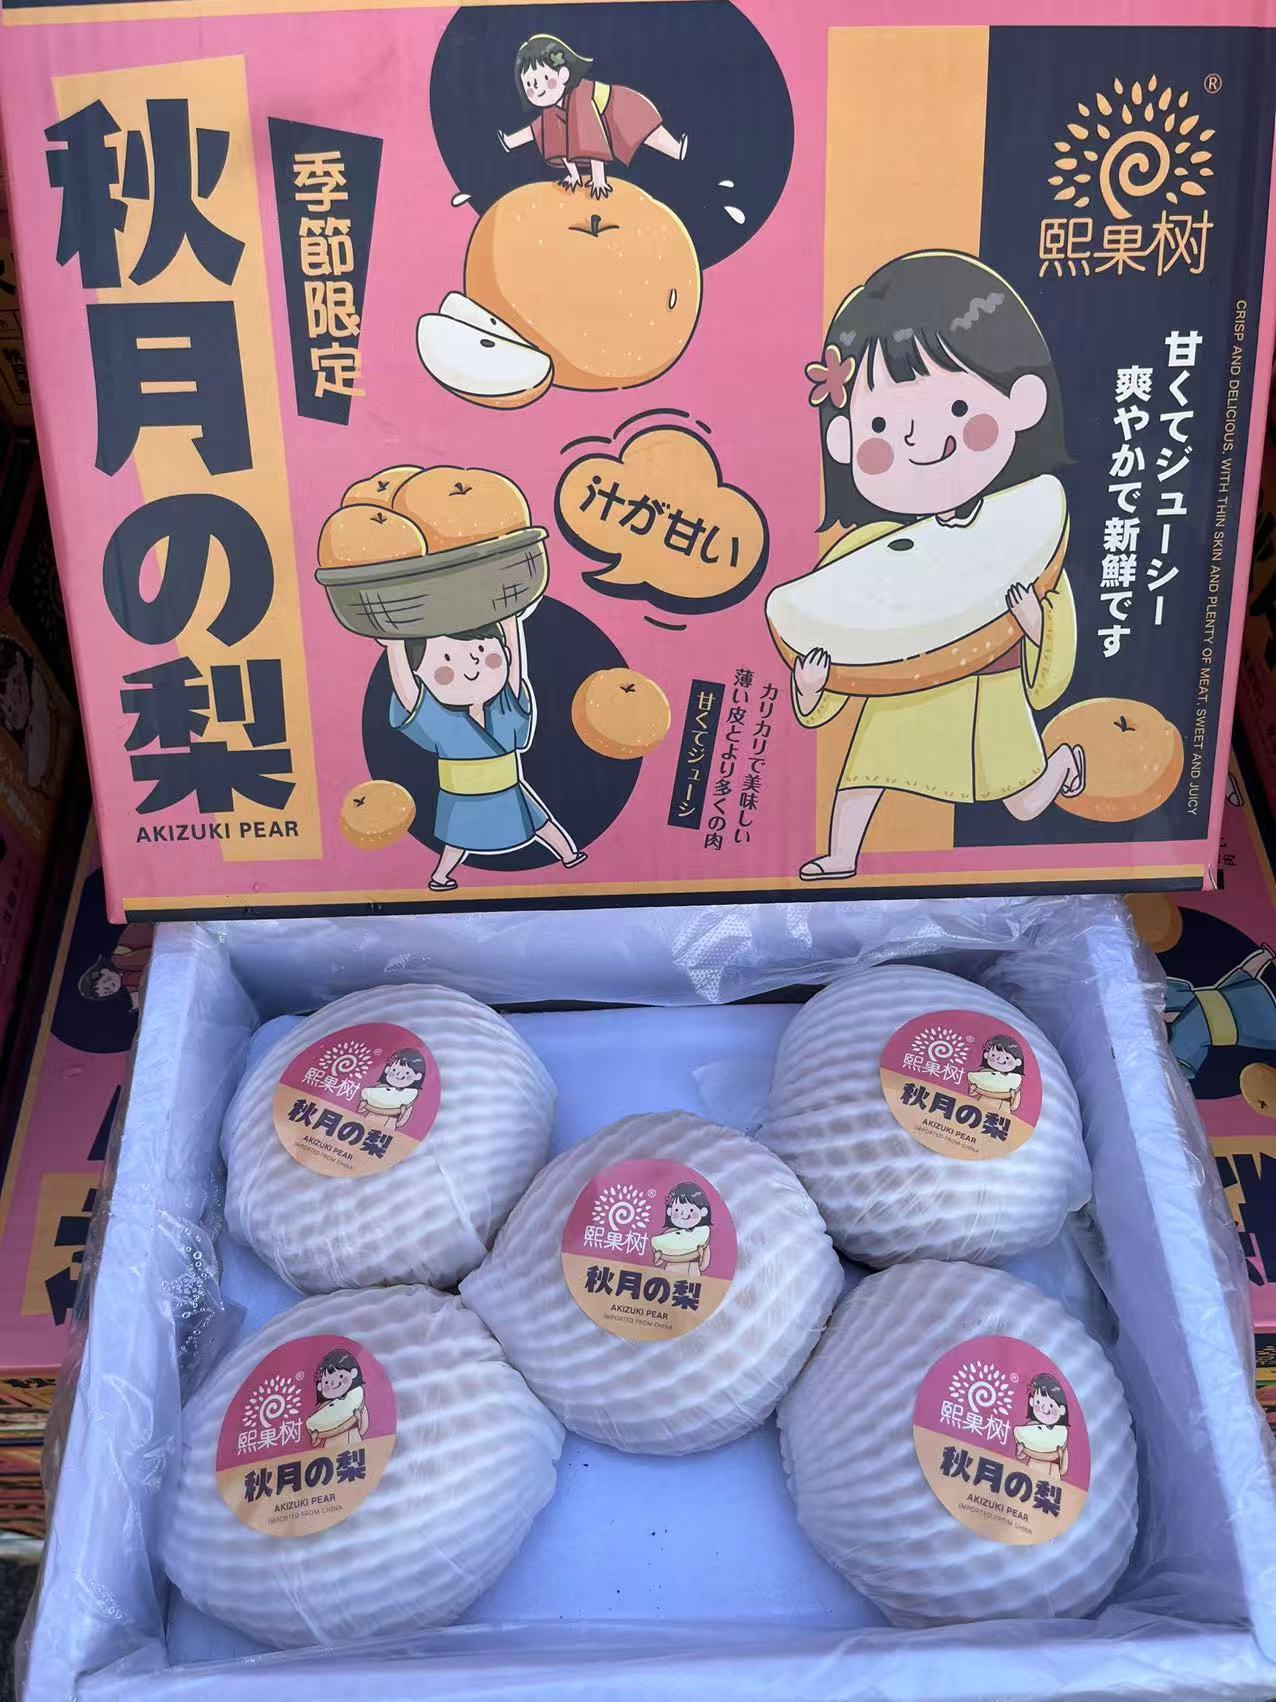 秋月の梨
AKIZUKI PEAR
季節限定
汁が甘い
カリカリで美味しい
薄い皮とより多くの肉
甘くてジューシ
®
熙果树
甘くてジューシー
爽やかで新鮮です
CRISP AND DELICIOUS, WITH THIN SKIN AND PLENTY OF MEAT, SWEET AND JUICY
®
熙果树
秋月の梨
AKIZUKI PEAR
IMPORTED FROM CHINA
®
熙果树
秋月の梨
AKIZUKI PEAR
IMPORTED FROM CHINA
®
熙果树
秋月の梨
AKIZUKI PEAR
IMPORTED FROM CHINA
®
熙果树
秋月の梨
AKIZUKI PEAR
IMPORTED FROM CHINA
®
熙果树
秋月の梨
AKIZUKI PEAR
IMPORTED FROM CHINA